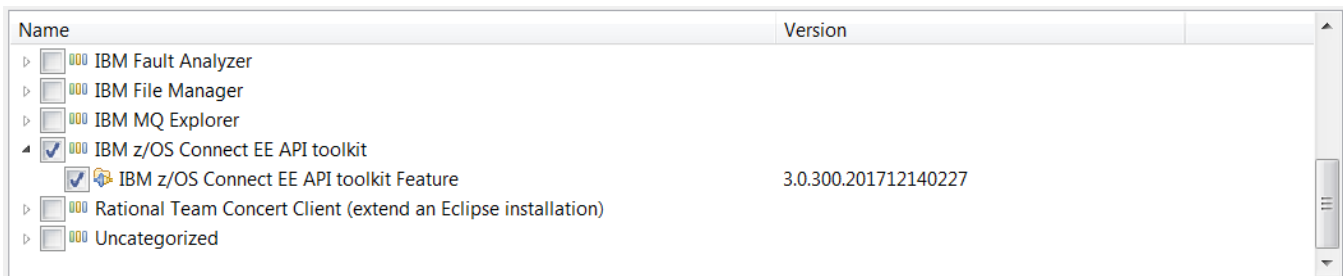 Name Version
IBM Fault Analyzer
IBM File Manager
IBM MQ Explorer
IBM z/OS Connect EE API toolkit
IBM z/OS Connect EE API toolkit Feature 3.0.300.201712140227
Rational Team Concert Client (extend an Eclipse installation)
Uncategorized